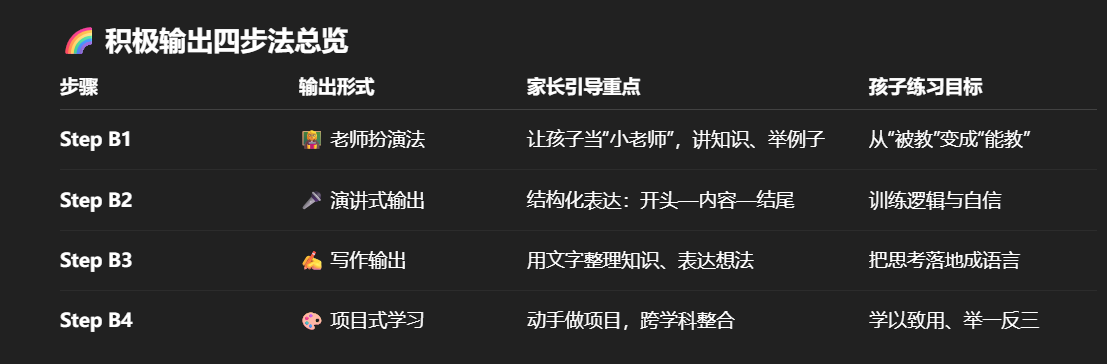 🌈 积极输出四步法总览
步骤 输出形式 家长引导重点 孩子练习目标
Step B1 👩‍🏫 老师扮演法 让孩子当“小老师”，讲知识、举例子 从“被教”变成“能教”
Step B2 🎤 演讲式输出 结构化表达：开头—内容—结尾 训练逻辑与自信
Step B3 ✍️ 写作输出 用文字整理知识、表达想法 把思考落地成语言
Step B4 🎨 项目式学习 动手做项目，跨学科整合 学以致用、举一反三